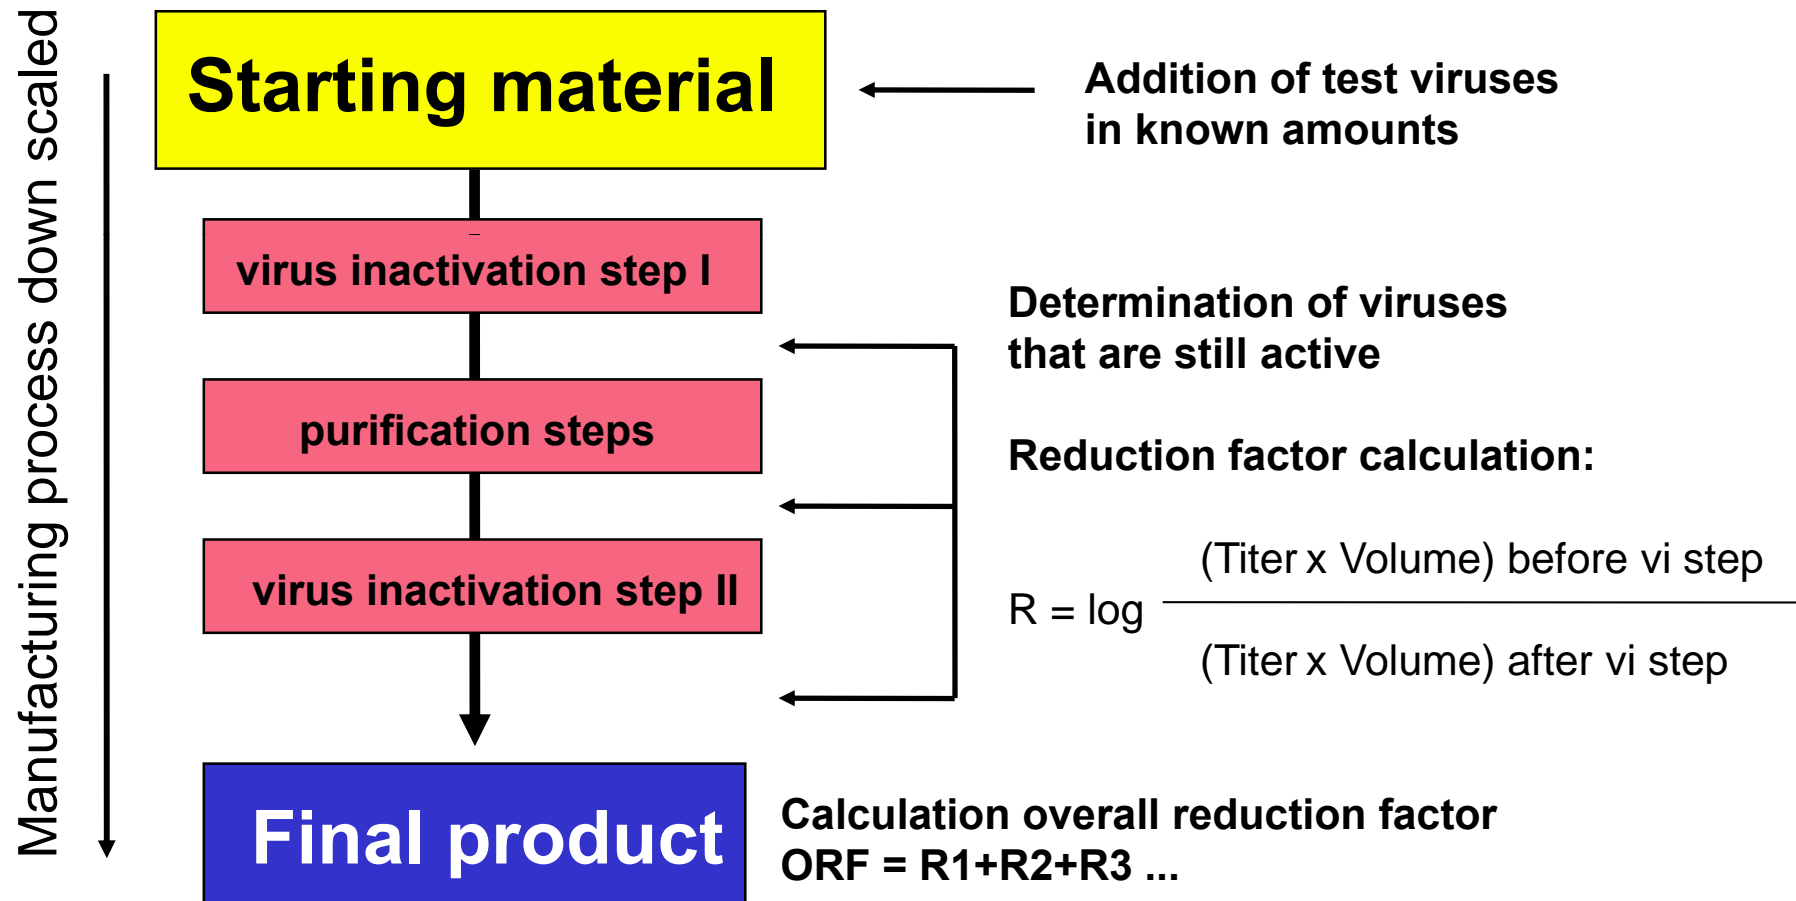 Manufacturing process down scaled
Starting material
Addition of test viruses
in known amounts
virus inactivation step I
Determination of viruses
that are still active
purification steps
Reduction factor calculation:
virus inactivation step II
(Titer x Volume) before vi step
R = log
(Titer x Volume) after vi step
Final product
Calculation overall reduction factor
ORF = R1+R2+R3 ...